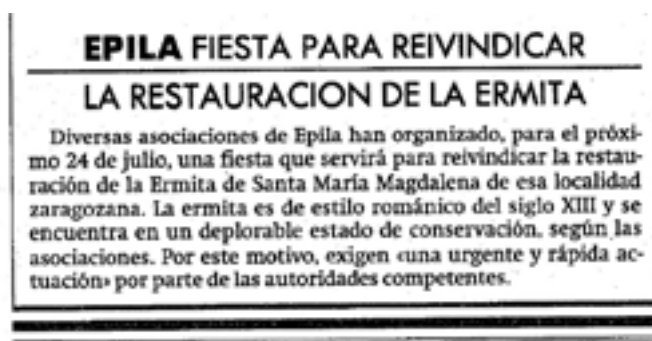 EPILA FIESTA PARA REIVINDICAR
LA RESTAURACION DE LA ERMITA
Diversas asociaciones de Epila han organizado, para el próxi-
mo 24 de julio, una fiesta que servirá para reivindicar la restau-
ración de la Ermita de Santa María Magdalena de esa localidad
zaragozana. La ermita es de estilo románico del siglo XIII y se
encuentra en un deplorable estado de conservación, según las
asociaciones. Por este motivo, exigen «una urgente y rápida ac-
tuación» por parte de las autoridades competentes.